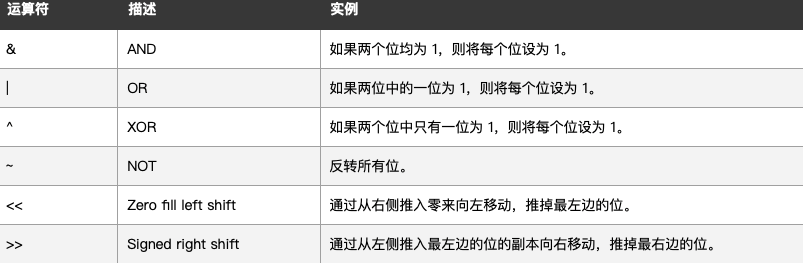 运算符 描述 实例
& AND 如果两个位均为 1，则将每个位设为 1。
| OR 如果两位中的一位为 1，则将每个位设为 1。
^ XOR 如果两个位中只有一位为 1，则将每个位设为 1。
~ NOT 反转所有位。
<< Zero fill left shift 通过从右侧推入零来向左移动，推掉最左边的位。
>> Signed right shift 通过从左侧推入最左边的位的副本向右移动，推掉最右边的位。